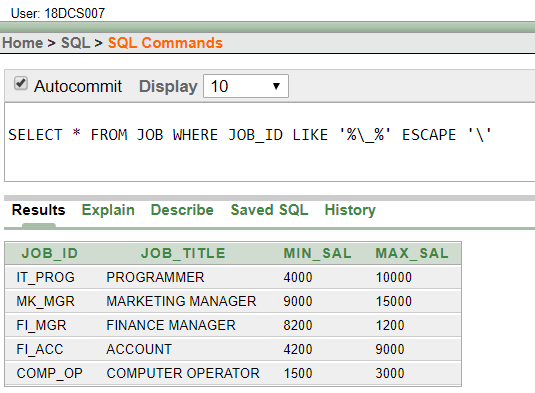 User: 18DCS007
Home > SQL > SQL Commands
Autocommit Display 10
SELECT * FROM JOB WHERE JOB_ID LIKE '%\_%' ESCAPE '\'
Results Explain Describe Saved SQL History
JOB_ID JOB_TITLE MIN_SAL MAX_SAL
IT_PROG PROGRAMMER 4000 10000
MK_MGR MARKETING MANAGER 9000 15000
FI_MGR FINANCE MANAGER 8200 1200
FI_ACC ACCOUNT 4200 9000
COMP_OP COMPUTER OPERATOR 1500 3000